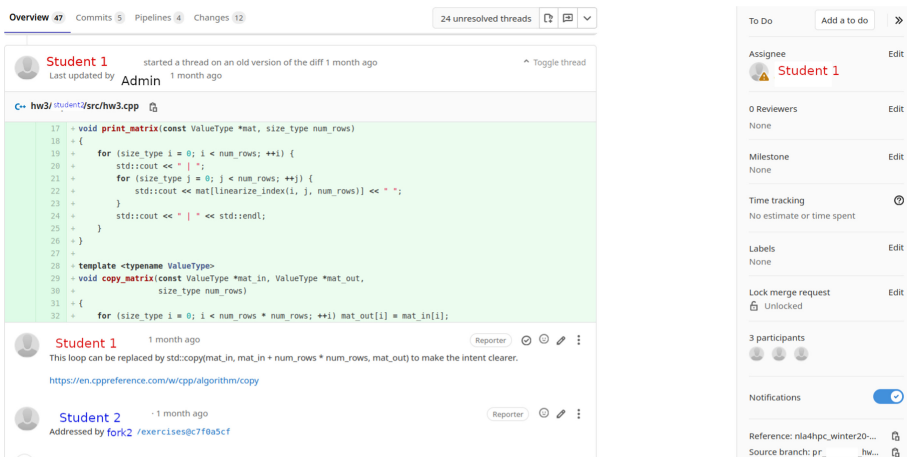 Overview 47 Commits 5 Pipelines 4 Changes 12
24 unresolved threads
Student 1 started a thread on an old version of the diff 1 month ago
Toggle thread
Last updated by Admin 1 month ago
hw3/student2/src/hw3.cpp
17 + void print_matrix(const ValueType *mat, size_type num_rows)
18 + {
19 + for (size_type i = 0; i < num_rows; ++i) {
20 + std::cout << " | ";
21 + for (size_type j = 0; j < num_rows; ++j) {
22 + std::cout << mat[linearize_index(i, j, num_rows)] << " ";
23 + }
24 + std::cout << " | " << std::endl;
25 + }
26 + }
27 +
28 + template <typename ValueType>
29 + void copy_matrix(const ValueType *mat_in, ValueType *mat_out,
30 + size_type num_rows)
31 + {
32 + for (size_type i = 0; i < num_rows * num_rows; ++i) mat_out[i] = mat_in[i];
Student 1 1 month ago
Reporter
This loop can be replaced by std::copy(mat_in, mat_in + num_rows * num_rows, mat_out) to make the intent clearer.
https://en.cppreference.com/w/cpp/algorithm/copy
Student 2 · 1 month ago
Reporter
Addressed by fork2 /exercises@c7f0a5cf
To Do
Add a to do
Assignee Edit
Student 1
0 Reviewers Edit
None
Milestone Edit
None
Time tracking
No estimate or time spent
Labels Edit
None
Lock merge request Edit
Unlocked
3 participants
Notifications
Reference: nla4hpc_winter20-...
Source branch: pr_ _hw...